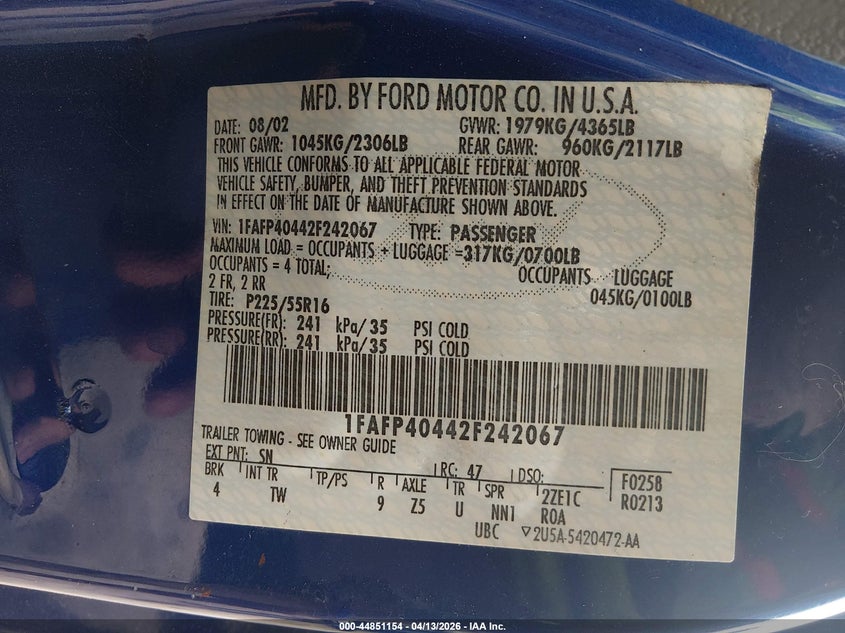 MFD. BY FORD MOTOR CO. IN U.S.A.
DATE: 08/02 GVWR: 1979KG/4365LB
FRONT GAWR: 1045KG/2306LB REAR GAWR: 960KG/2117LB
THIS VEHICLE CONFORMS TO ALL APPLICABLE FEDERAL MOTOR
VEHICLE SAFETY, BUMPER, AND THEFT PREVENTION STANDARDS
IN EFFECT ON THE DATE OF MANUFACTURE SHOWN ABOVE.
VIN: 1FAFP40442F242067 TYPE: PASSENGER
MAXIMUM LOAD = OCCUPANTS + LUGGAGE =317KG/0700LB
OCCUPANTS = 4 TOTAL; OCCUPANTS LUGGAGE
2 FR, 2 RR 045KG/0100LB
TIRE: P225/55R16
PRESSURE(FR): 241 kPa/35 PSI COLD
PRESSURE(RR): 241 kPa/35 PSI COLD
1FAFP40442F242067
TRAILER TOWING - SEE OWNER GUIDE
EXT PNT: SN RC: 47 DSO: F0258
BRK INT TR TP/PS R AXLE TR SPR 2ZE1C R0213
4 TW 9 Z5 U NN1 ROA
UBC ▽2U5A-5420472-AA
000-44851154 | 04/13/2026 - IAA Inc.